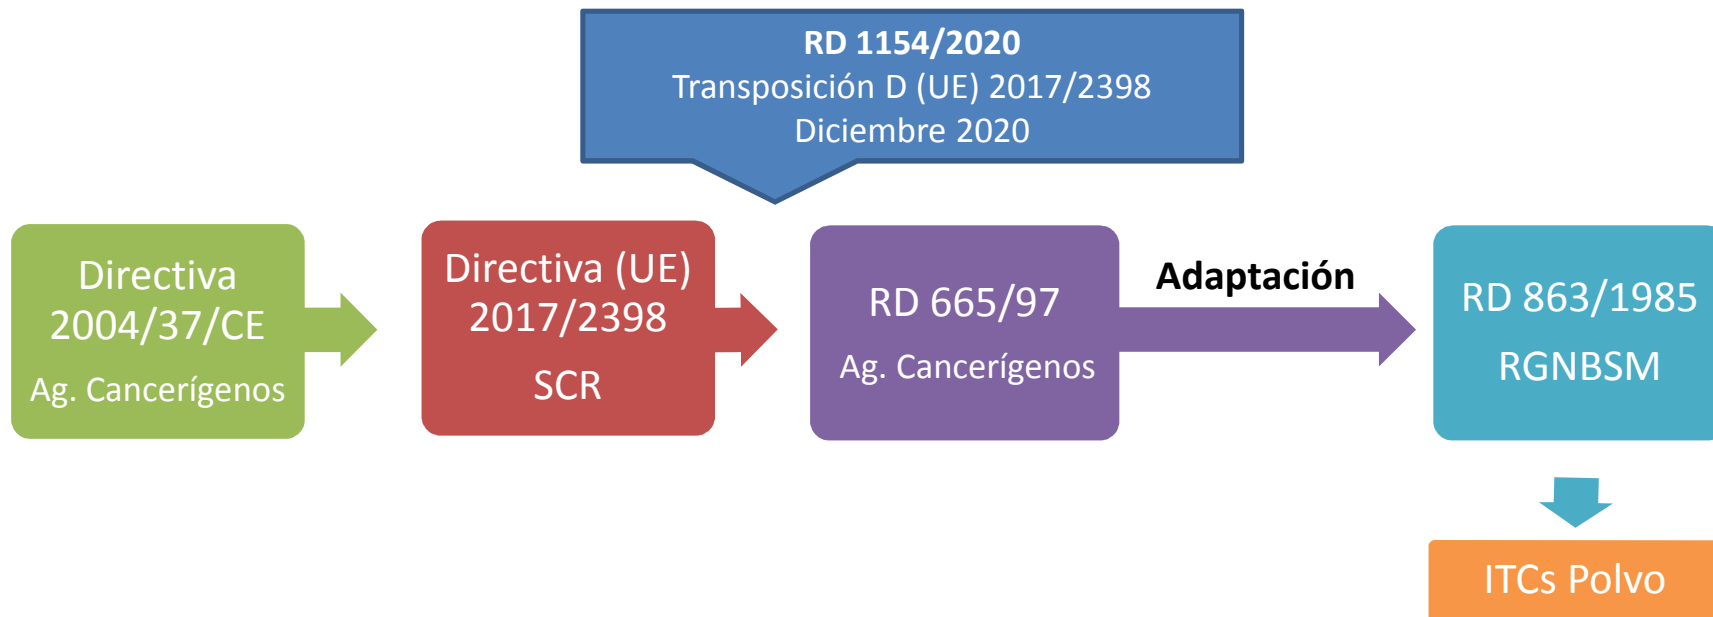 RD 1154/2020
Transposición D (UE) 2017/2398
Diciembre 2020
Directiva
2004/37/CE
Ag. Cancerígenos
Directiva (UE)
2017/2398
SCR
RD 665/97
Ag. Cancerígenos
Adaptación
RD 863/1985
RGNBSM
ITCs Polvo